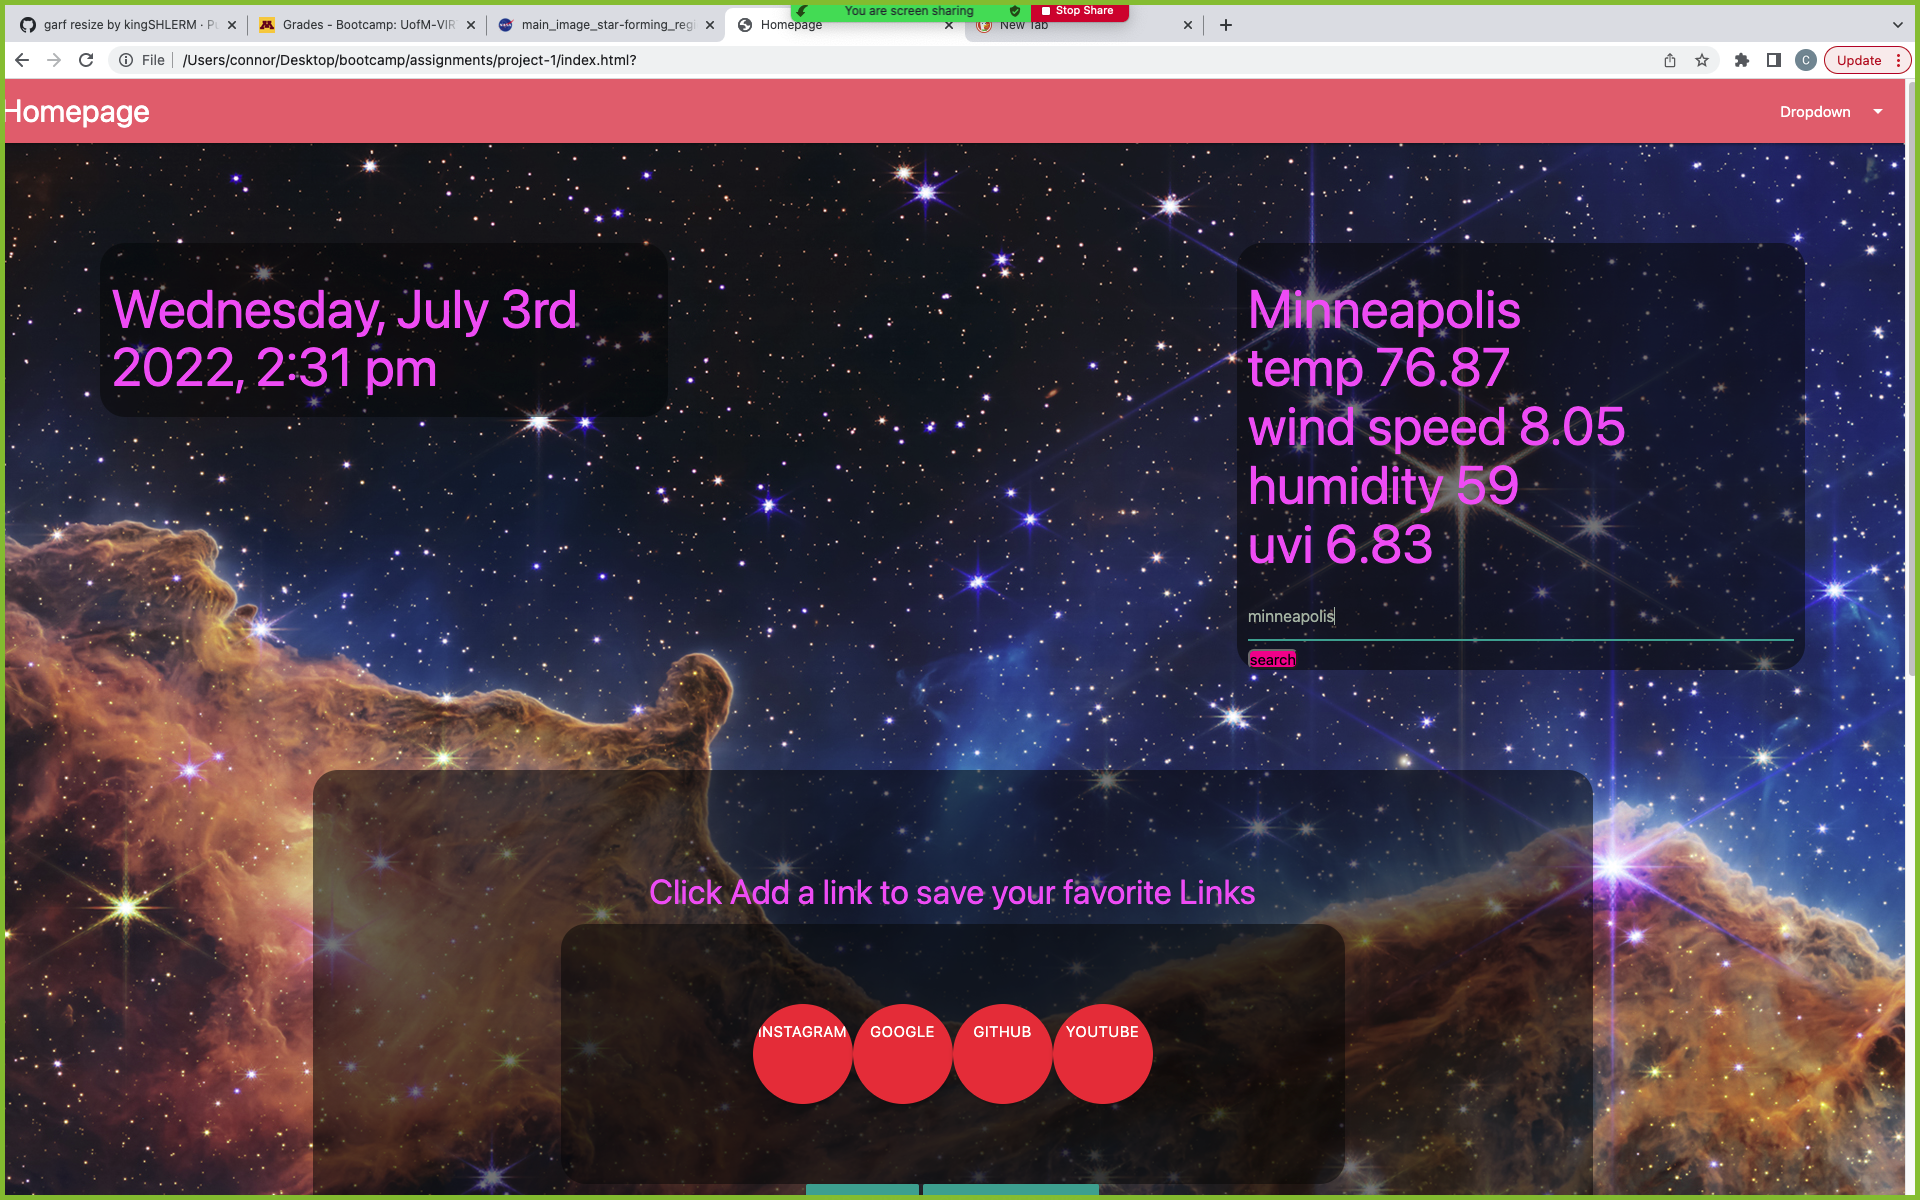 You are screen sharing
Stop Share
garf resize by kingSHLERM · Pu
Grades - Bootcamp: UofM-VIR
main_image_star-forming_regi
Homepage
New Tab
File
/Users/connor/Desktop/bootcamp/assignments/project-1/index.html?
C
Update
Homepage
Dropdown
Wednesday, July 3rd
2022, 2:31 pm
Minneapolis
temp 76.87
wind speed 8.05
humidity 59
uvi 6.83
minneapolis
search
Click Add a link to save your favorite Links
INSTAGRAM
GOOGLE
GITHUB
YOUTUBE